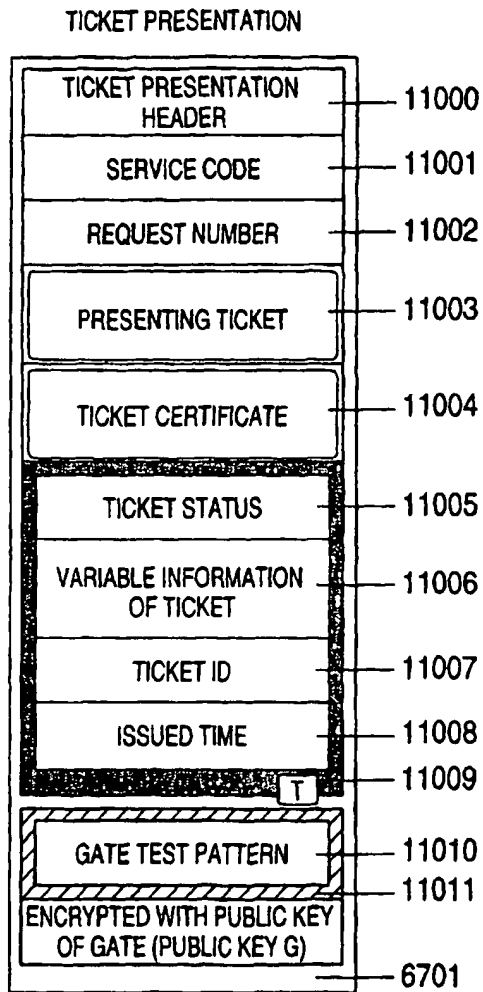 TICKET PRESENTATION
TICKET PRESENTATION
HEADER
11000
SERVICE CODE
11001
REQUEST NUMBER
11002
PRESENTING TICKET
11003
TICKET CERTIFICATE
11004
TICKET STATUS
11005
VARIABLE INFORMATION
OF TICKET
11006
TICKET ID
11007
ISSUED TIME
11008
11009
T
GATE TEST PATTERN
11010
11011
ENCRYPTED WITH PUBLIC KEY
OF GATE (PUBLIC KEY G)
6701